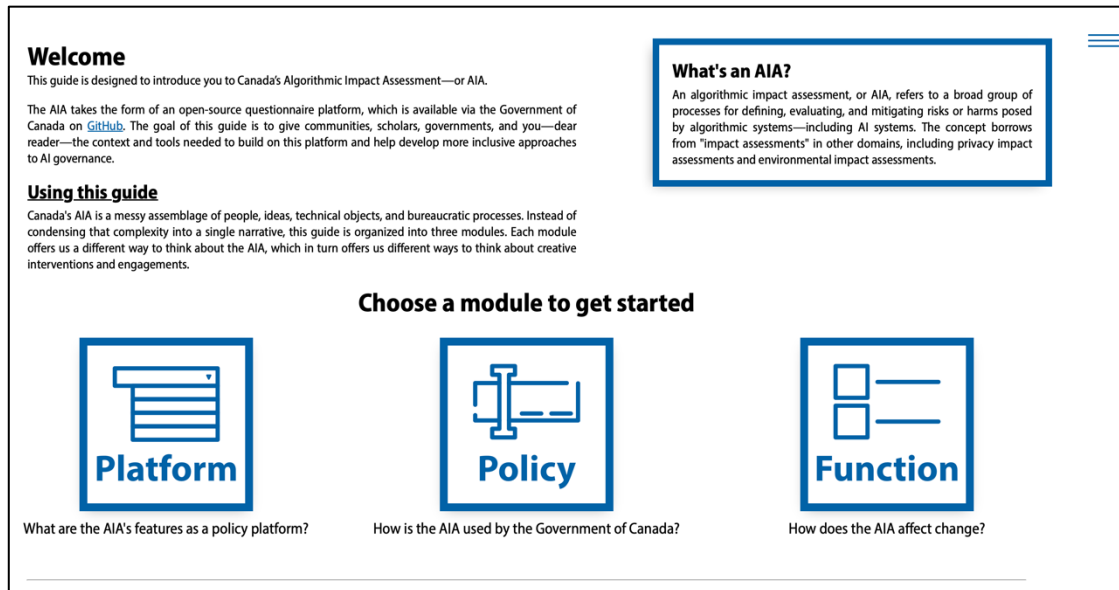 Welcome
This guide is designed to introduce you to Canada's Algorithmic Impact Assessment—or AIA.
The AIA takes the form of an open-source questionnaire platform, which is available via the Government of
Canada on GitHub. The goal of this guide is to give communities, scholars, governments, and you—dear
reader—the context and tools needed to build on this platform and help develop more inclusive approaches
to AI governance.
Using this guide
Canada's AIA is a messy assemblage of people, ideas, technical objects, and bureaucratic processes. Instead of
condensing that complexity into a single narrative, this guide is organized into three modules. Each module
offers us a different way to think about the AIA, which in turn offers us different ways to think about creative
interventions and engagements.
What's an AIA?
An algorithmic impact assessment, or AIA, refers to a broad group of
processes for defining, evaluating, and mitigating risks or harms posed
by algorithmic systems—including AI systems. The concept borrows
from "impact assessments" in other domains, including privacy impact
assessments and environmental impact assessments.
Choose a module to get started
Platform
What are the AIA's features as a policy platform?
Policy
How is the AIA used by the Government of Canada?
Function
How does the AIA affect change?